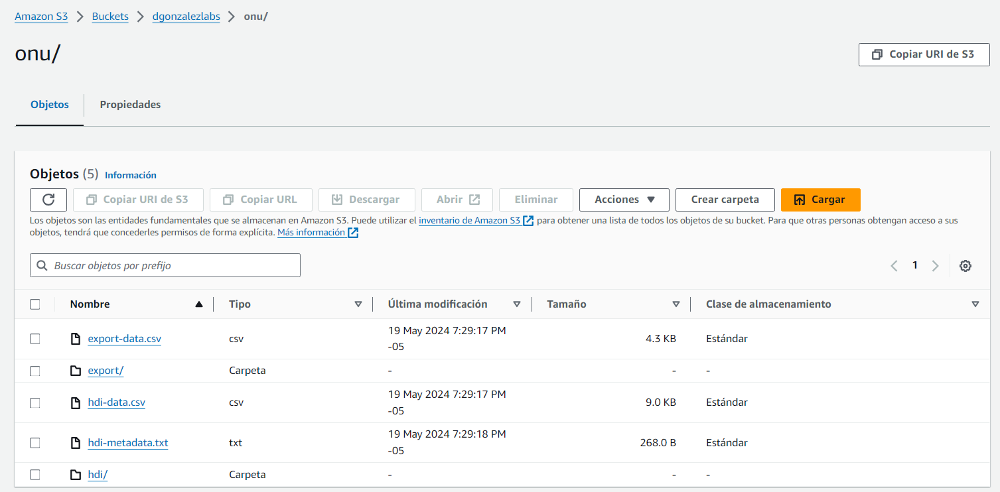 Amazon S3 > Buckets > dgonzalezlabs > onu/
onu/
Copiar URI de S3
Objetos Propiedades
Objetos (5) Información
Copiar URI de S3 Copiar URL Descargar Abrir Eliminar Acciones Crear carpeta Cargar
Los objetos son las entidades fundamentales que se almacenan en Amazon S3. Puede utilizar el inventario de Amazon S3 para obtener una lista de todos los objetos de su bucket. Para que otras personas obtengan acceso a sus
objetos, tendrá que concederles permisos de forma explícita. Más información
Buscar objetos por prefijo
< 1 >
Nombre Tipo Última modificación Tamaño Clase de almacenamiento
export-data.csv csv 19 May 2024 7:29:17 PM 4.3 KB Estándar
-05
export/ Carpeta - - -
hdi-data.csv csv 19 May 2024 7:29:17 PM 9.0 KB Estándar
-05
hdi-metadata.txt txt 19 May 2024 7:29:18 PM 268.0 B Estándar
-05
hdi/ Carpeta - - -